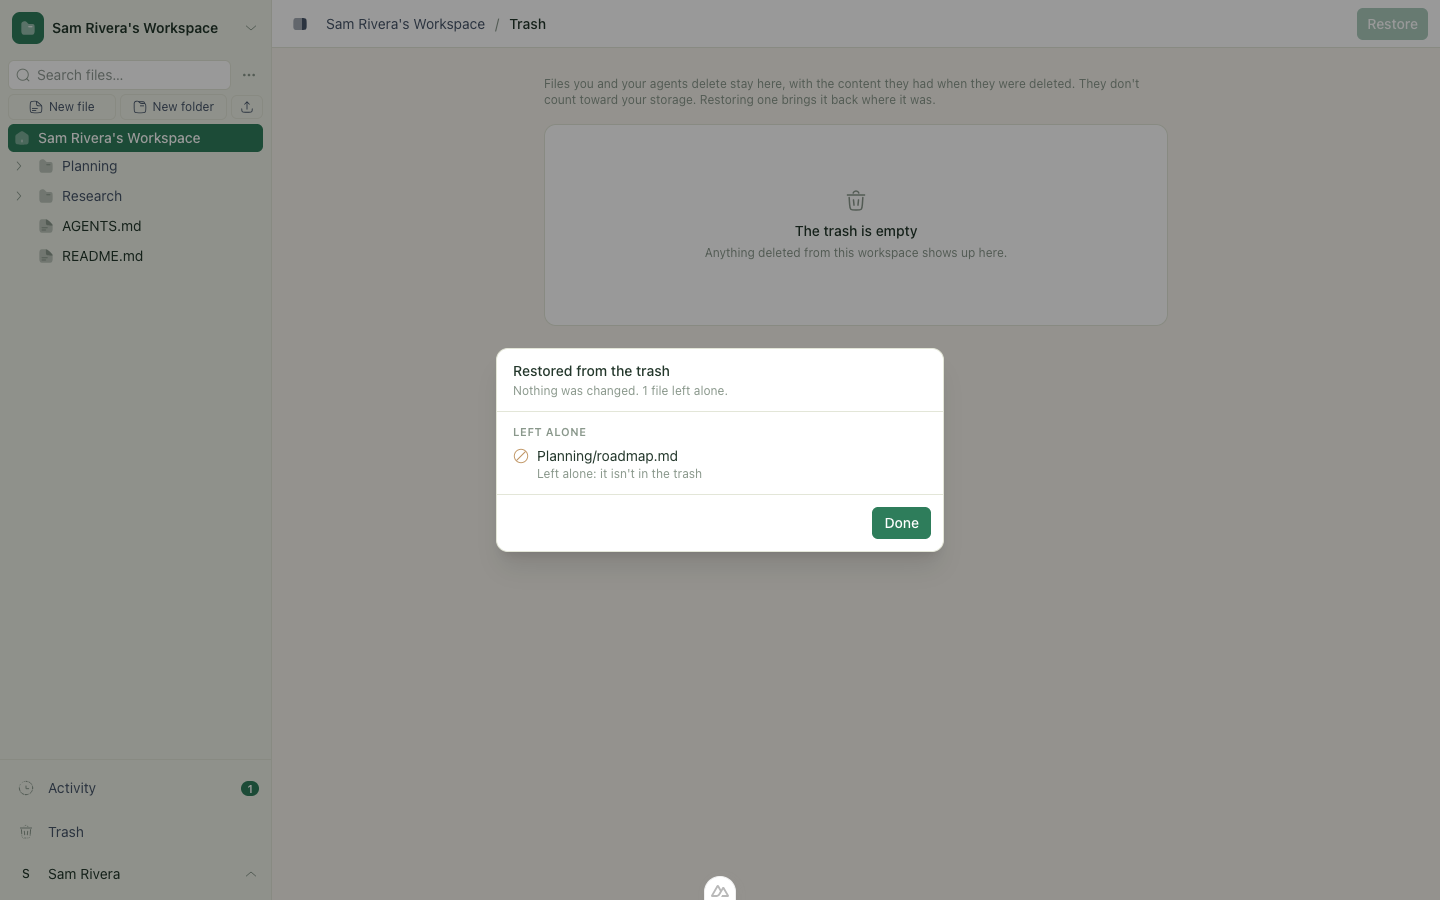 Sam Rivera's Workspace
Search files...
New file
New folder
Sam Rivera's Workspace
Planning
Research
AGENTS.md
README.md
Activity
1
Trash
S
Sam Rivera
Sam Rivera's Workspace / Trash
Restore
Files you and your agents delete stay here, with the content they had when they were deleted. They don't
count toward your storage. Restoring one brings it back where it was.
The trash is empty
Anything deleted from this workspace shows up here.
Restored from the trash
Nothing was changed. 1 file left alone.
LEFT ALONE
Planning/roadmap.md
Left alone: it isn't in the trash
Done